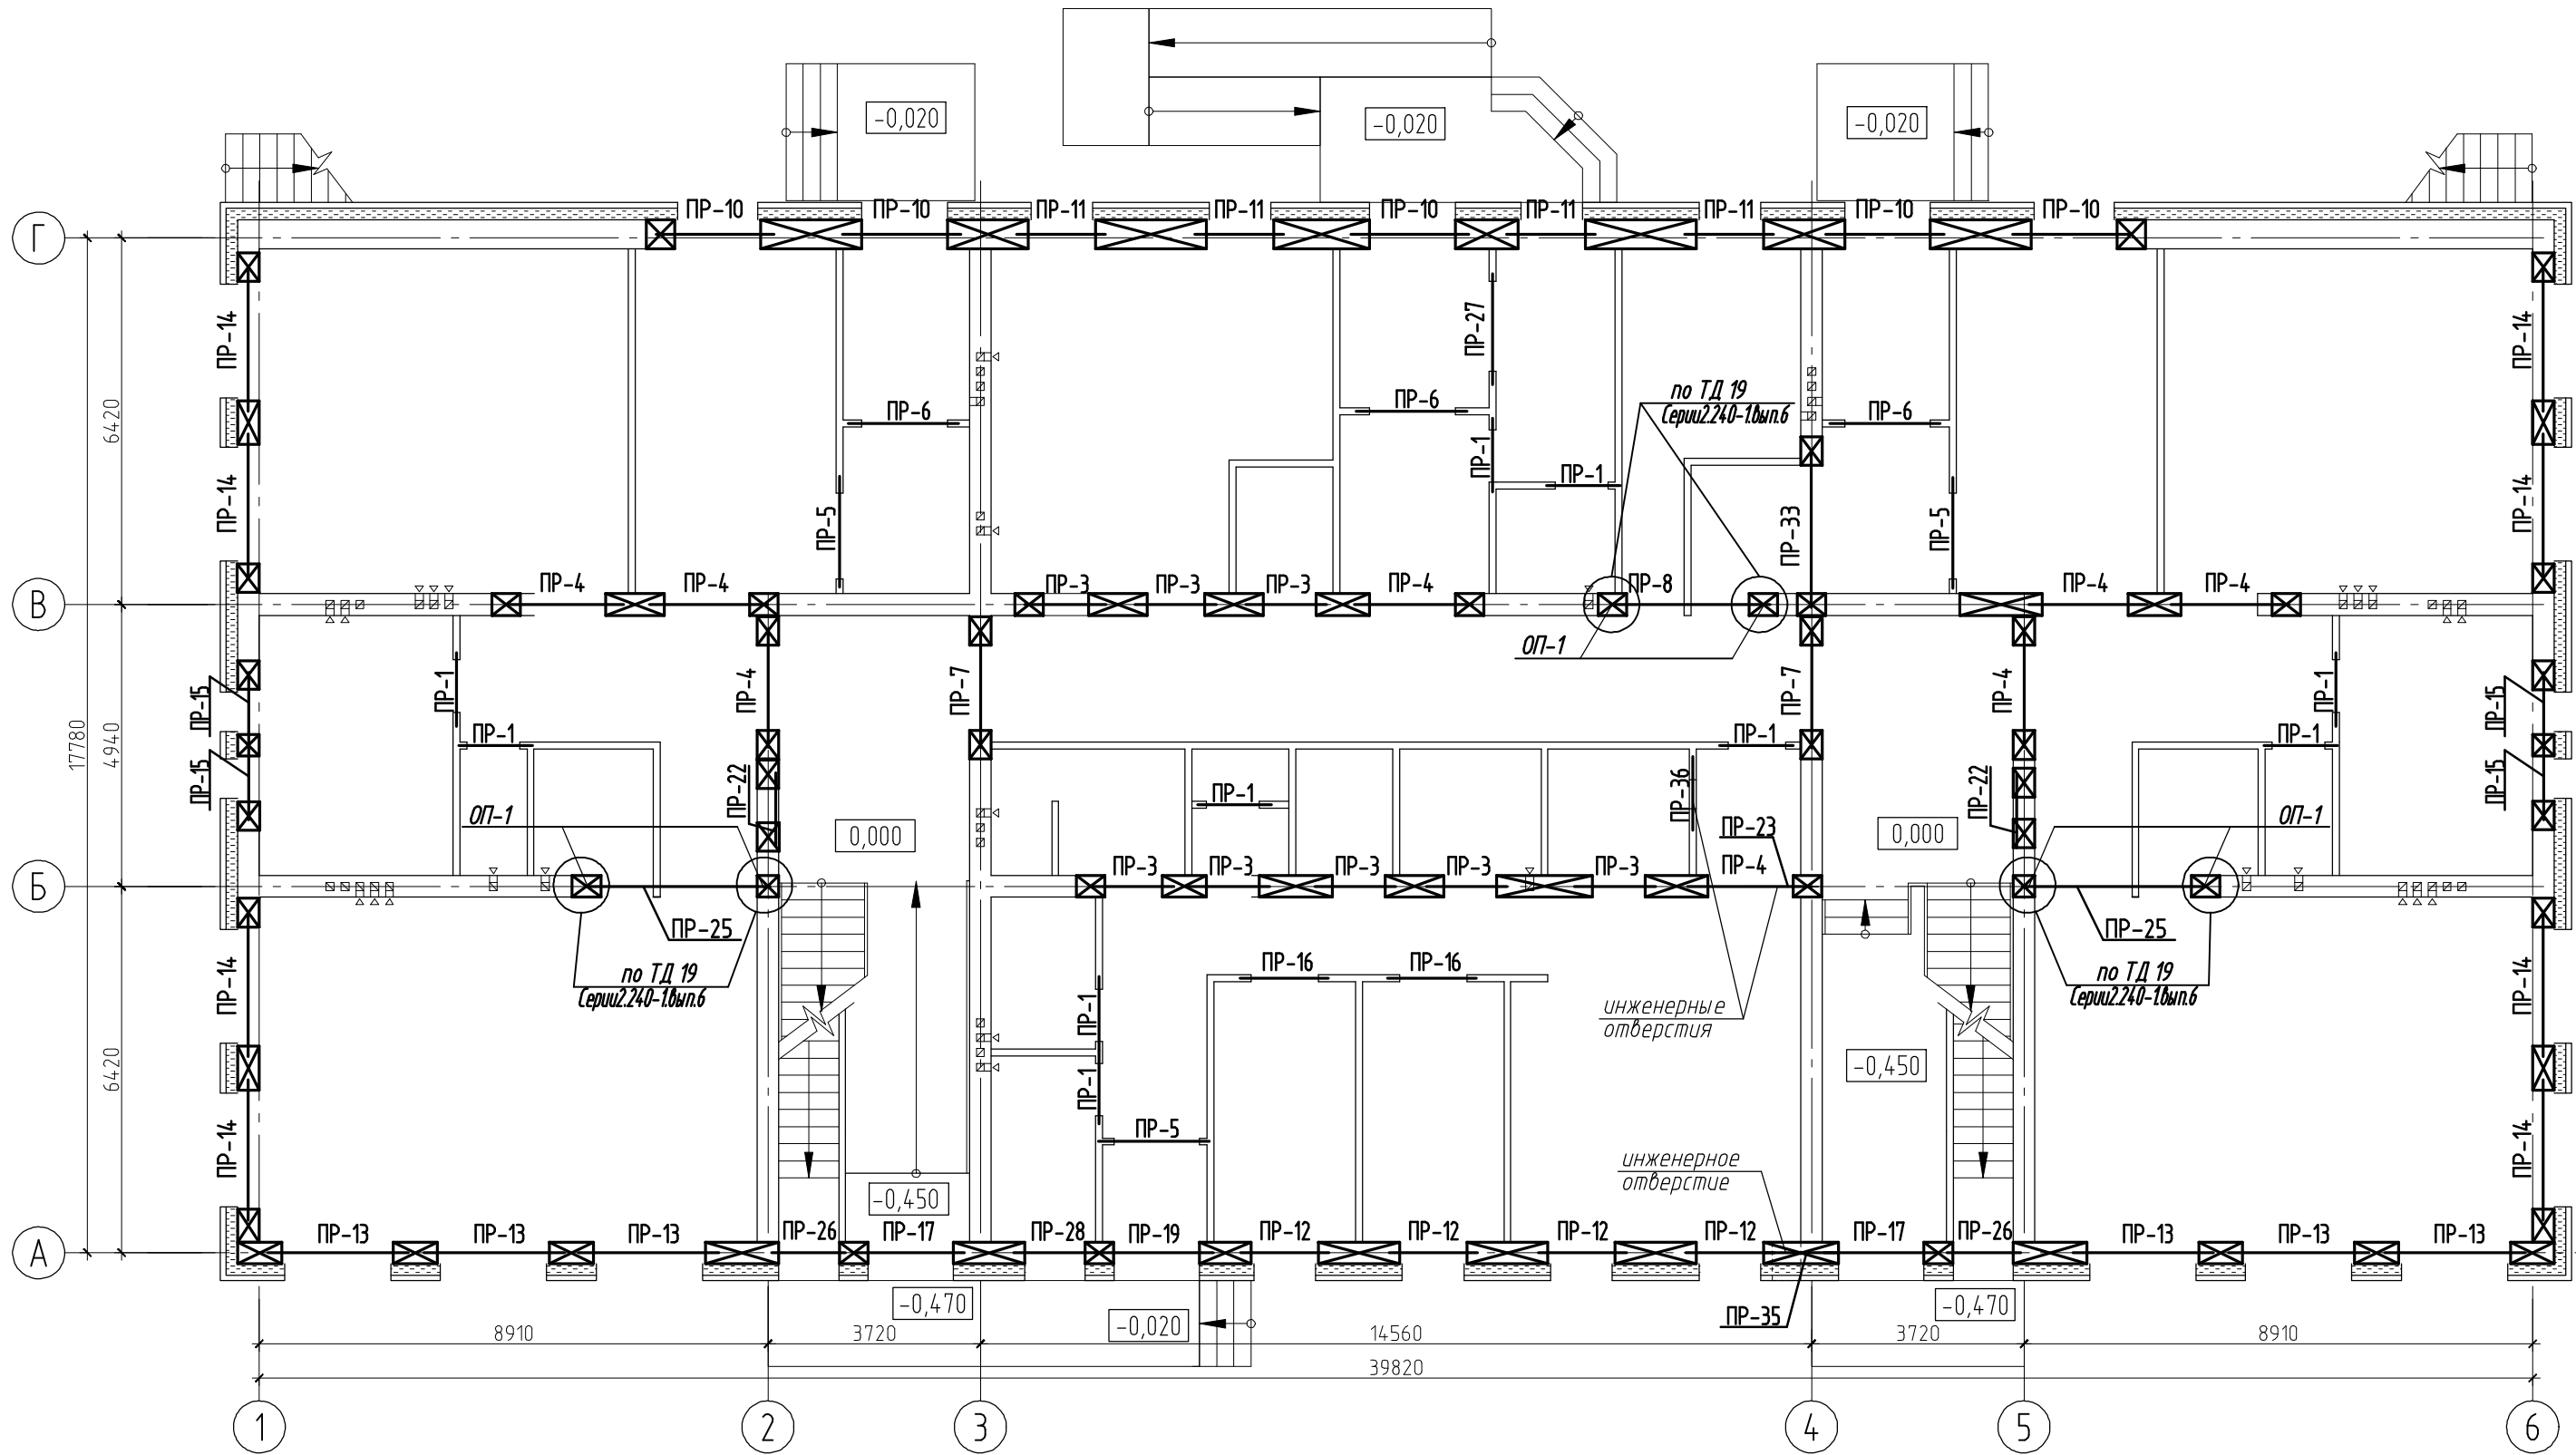 -0,020
-0,020
-0,020
ПР-10
ПР-10
ПР-11
ПР-11
ПР-10
ПР-11
ПР-11
ПР-10
ПР-10
Г
ПР-14
ПР-27
ПР-14
6420
ПР-6
ПР-6
по ТД 19
Серии2.240-1.вып.6
ПР-6
ПР-14
ПР-5
ПР-1
ПР-1
ПР-33
ПР-5
ПР-14
В
ПР-4
ПР-4
ПР-3
ПР-3
ПР-3
ПР-4
ПР-8
ПР-4
ПР-4
ОП-1
17780
4940
ПР-15
ПР-1
ПР-4
ПР-7
ПР-7
ПР-4
ПР-1
ПР-15
ПР-1
ПР-1
ПР-1
ПР-15
ПР-22
ПР-1
ПР-36
ПР-22
ПР-15
ОП-1
0,000
ПР-23
0,000
ОП-1
Б
ПР-3
ПР-3
ПР-3
ПР-3
ПР-3
ПР-4
ПР-25
ПР-25
ПР-14
по ТД 19
Серии2.240-1.вып.6
ПР-16
ПР-16
по ТД 19
Серии2.240-1.вып.6
ПР-14
ПР-1
инженерные
отверстия
6420
ПР-1
-0,450
ПР-14
ПР-5
инженерное
отверстие
ПР-14
-0,450
А
ПР-13
ПР-13
ПР-13
ПР-26
ПР-17
ПР-28
ПР-19
ПР-12
ПР-12
ПР-12
ПР-12
ПР-17
ПР-26
ПР-13
ПР-13
ПР-13
-0,470
-0,020
ПР-35
-0,470
8910
3720
14560
3720
8910
39820
1
2
3
4
5
6